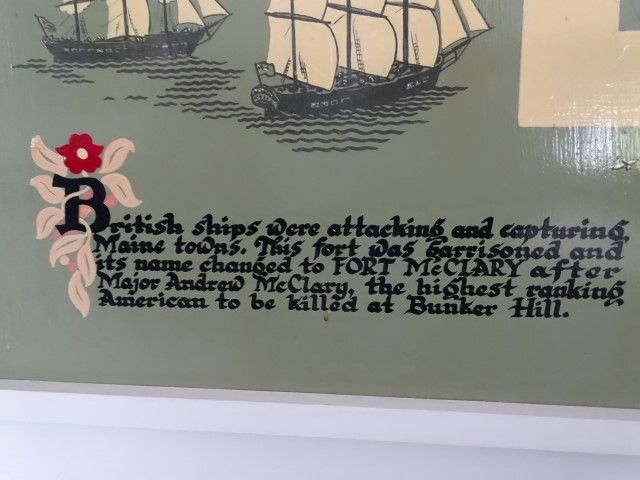 British ships were attacking and capturing
Maine towns. This fort was garrisoned and
its name changed to FORT McCLARY after
Major Andrew McClary, the highest ranking
American to be killed at Bunker Hill.